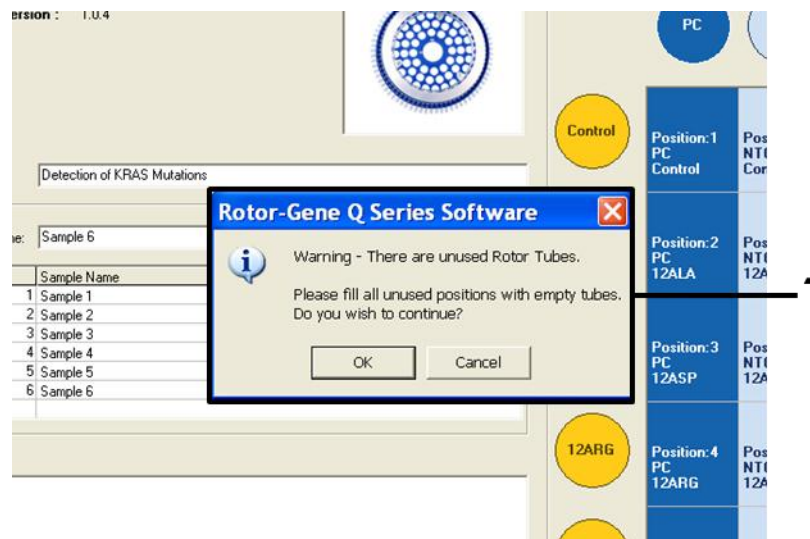 1.0.4
PC
Control
Position:1
PC
Control
Detection of KRAS Mutations
Rotor-Gene Q Series Software
Warning - There are unused Rotor Tubes.
Please fill all unused positions with empty tubes.
Do you wish to continue?
OK
Cancel
Sample 6
Sample Name
1 Sample 1
2 Sample 2
3 Sample 3
4 Sample 4
5 Sample 5
6 Sample 6
Position:2
PC
12ALA
Position:3
PC
12ASP
12ARG
Position:4
PC
12ARG